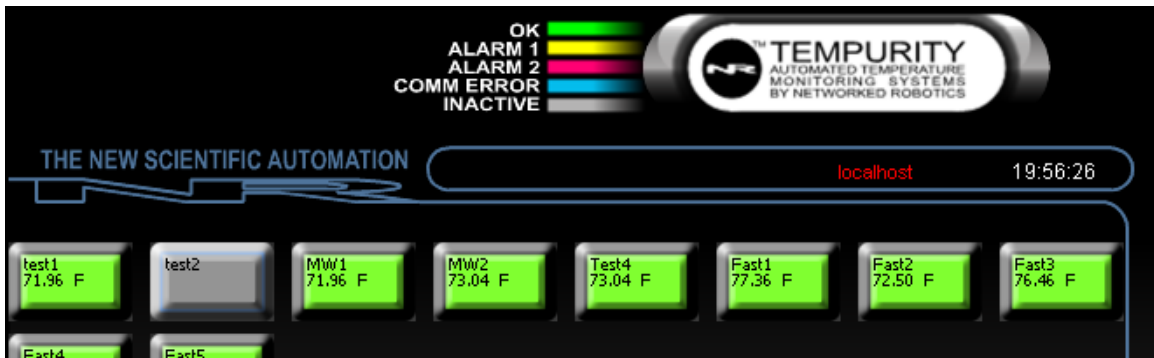 OK
ALARM 1
ALARM 2
COMM ERROR
INACTIVE
NR
TM
TEMPURITY
AUTOMATED TEMPERATURE
MONITORING SYSTEMS
BY NETWORKED ROBOTICS
THE NEW SCIENTIFIC AUTOMATION
localhost 19:56:26
test1
71.96 F
test2
MW1
71.96 F
MW2
73.04 F
Test4
73.04 F
Fast1
77.36 F
Fast2
72.50 F
Fast3
76.46 F
Fast4
Fast5